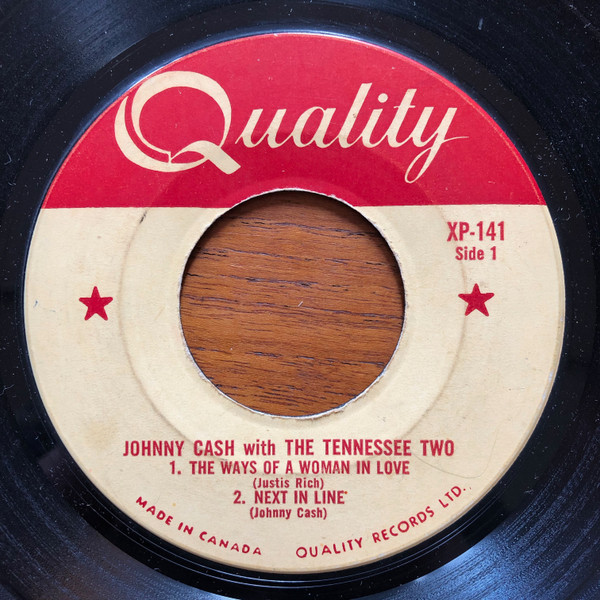 Quality
XP-141
Side 1
JOHNNY CASH with THE TENNESSEE TWO
1. THE WAYS OF A WOMAN IN LOVE
(Justis Rich)
2. NEXT IN LINE
(Johnny Cash)
MADE IN CANADA QUALITY RECORDS LTD.